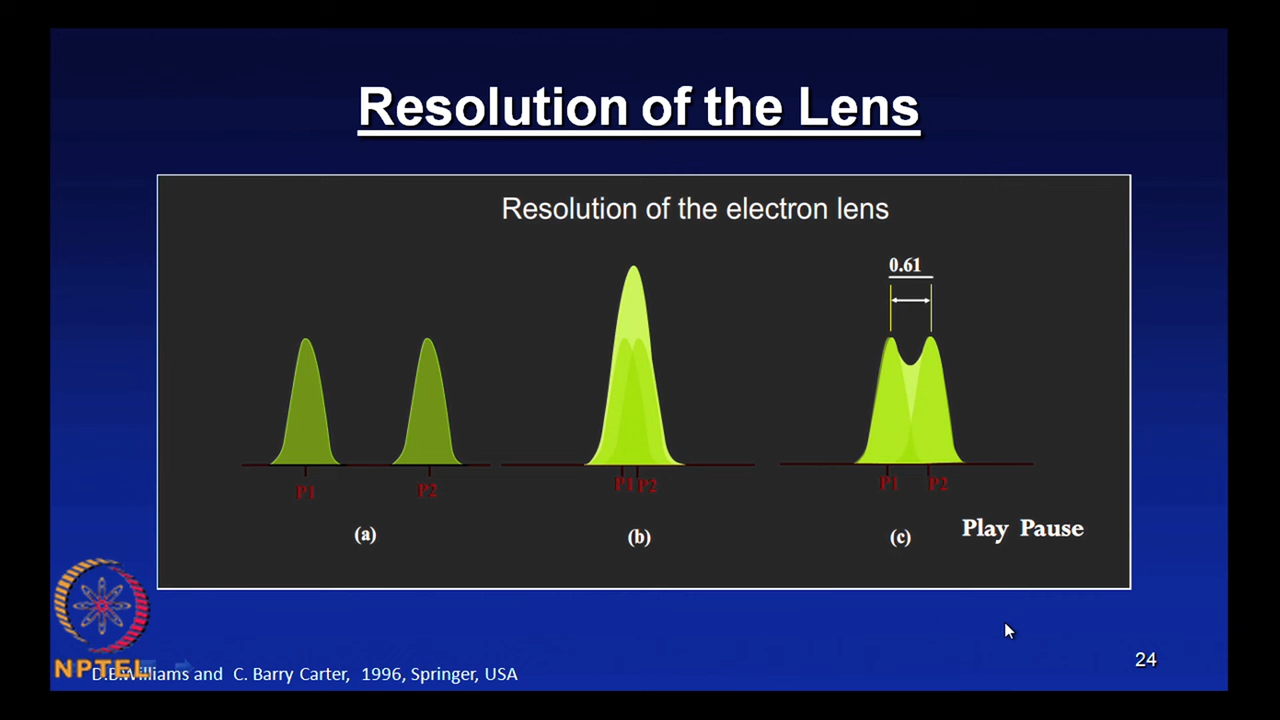 Resolution of the Lens
Resolution of the electron lens
0.61
P1
P2
P1 P2
P1
P2
(a)
(b)
(c)
Play Pause
NPTEL
D.B.Williams and C. Barry Carter, 1996, Springer, USA
24